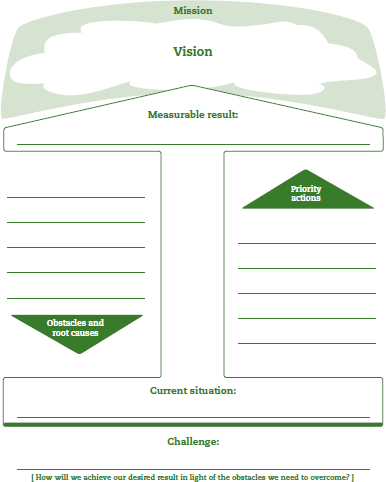 Mission
Vision
Measurable result:
Priority
actions
Obstacles and
root causes
Current situation:
Challenge:
[ How will we achieve our desired result in light of the obstacles we need to overcome? ]